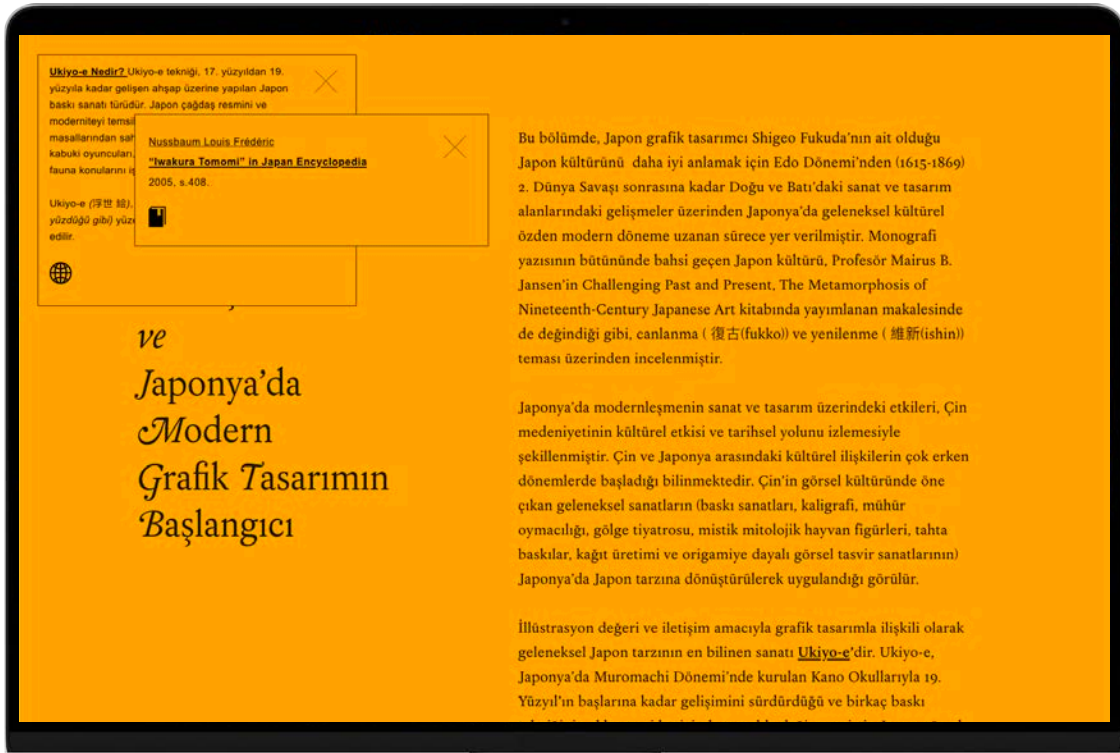 Ukiyo-e Nedir? Ukiyo-e tekniği, 17. yüzyıldan 19.
yüzyıla kadar gelişen ahşap üzerine yapılan Japon
baskı sanatı türüdür. Japon çağdaş resmini ve
moderniteyi
masallarından
kabuki oyuncuları,
fauna konularını
Ukiyo-e (浮世 絵),
yüzdüğü gibi)
edilir.
Nussbaum Louis Frédéric
“Iwakura Tomomi” in Japan Encyclopedia
2005, s.408.
ve
Japonya’da
Modern
Grafik Tasarımın
Başlangıcı
Bu bölümde, Japon grafik tasarımcı Shigeo Fukuda’nın ait olduğu
Japon kültürünü daha iyi anlamak için Edo Dönemi’nden (1615-1869)
2. Dünya Savaşı sonrasına kadar Doğu ve Batı’daki sanat ve tasarım
alanlarındaki gelişmeler üzerinden Japonya’da geleneksel kültürel
özden modern döneme uzanan sürece yer verilmiştir. Monografi
yazısının bütününde bahsi geçen Japon kültürü, Profesör Mairus B.
Jansen’in Challenging Past and Present, The Metamorphosis of
Nineteenth-Century Japanese Art kitabında yayımlanan makalesinde
de değindiği gibi, canlanma ( 復古(fukko)) ve yenilenme ( 維新(ishin))
teması üzerinden incelenmiştir.
Japonya’da modernleşmenin sanat ve tasarım üzerindeki etkileri, Çin
medeniyetinin kültürel etkisi ve tarihsel yolunu izlemesiyle
şekillenmiştir. Çin ve Japonya arasındaki kültürel ilişkilerin çok erken
dönemlerde başladığı bilinmektedir. Çin’in görsel kültüründe öne
çıkan geleneksel sanatların (baskı sanatları, kaligrafi, mühür
oymacılığı, gölge tiyatrosu, mistik mitolojik hayvan figürleri, tahta
baskılar, kağıt üretimi ve origamiye dayalı görsel tasvir sanatlarının)
Japonya’da Japon tarzına dönüştürülerek uygulandığı görülür.
İllüstrasyon değeri ve iletişim amacıyla grafik tasarımla ilişkili olarak
geleneksel Japon tarzının en bilinen sanatı Ukiyo-e’dir. Ukiyo-e,
Japonya’da Muromachi Dönemi’nde kurulan Kano Okullarıyla 19.
Yüzyıl’ın başlarına kadar gelişimini sürdürdüğü ve birkaç baskı